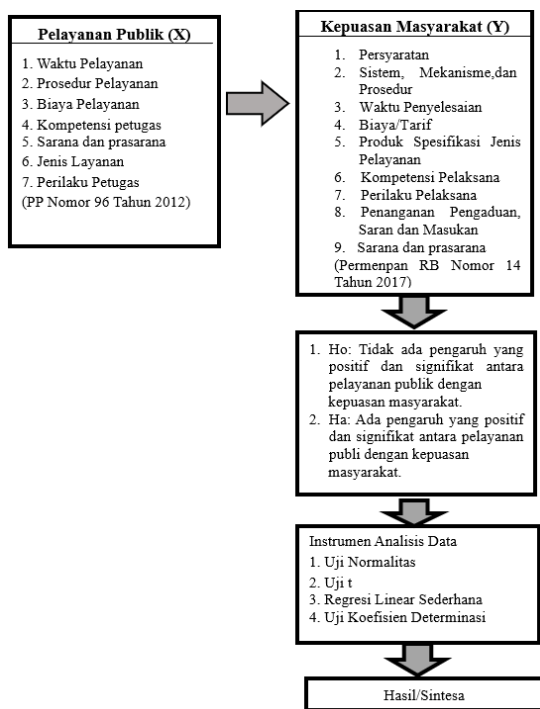 Pelayanan Publik (X)
1. Waktu Pelayanan
2. Prosedur Pelayanan
3. Biaya Pelayanan
4. Kompetensi petugas
5. Sarana dan prasarana
6. Jenis Layanan
7. Perilaku Petugas
(PP Nomor 96 Tahun 2012)
Kepuasan Masyarakat (Y)
1. Persyaratan
2. Sistem, Mekanisme,dan
Prosedur
3. Waktu Penyelesaian
4. Biaya/Tarif
5. Produk Spesifikasi Jenis
Pelayanan
6. Kompetensi Pelaksana
7. Perilaku Pelaksana
8. Penanganan Pengaduan,
Saran dan Masukan
9. Sarana dan prasarana
(Permenpan RB Nomor 14
Tahun 2017)
1. Ho: Tidak ada pengaruh yang
positif dan signifikat antara
pelayanan publik dengan
kepuasan masyarakat.
2. Ha: Ada pengaruh yang positif
dan signifikat antara pelayanan
publi dengan kepuasan
masyarakat.
Instrumen Analisis Data
1. Uji Normalitas
2. Uji t
3. Regresi Linear Sederhana
4. Uji Koefisien Determinasi
Hasil/Sintesa